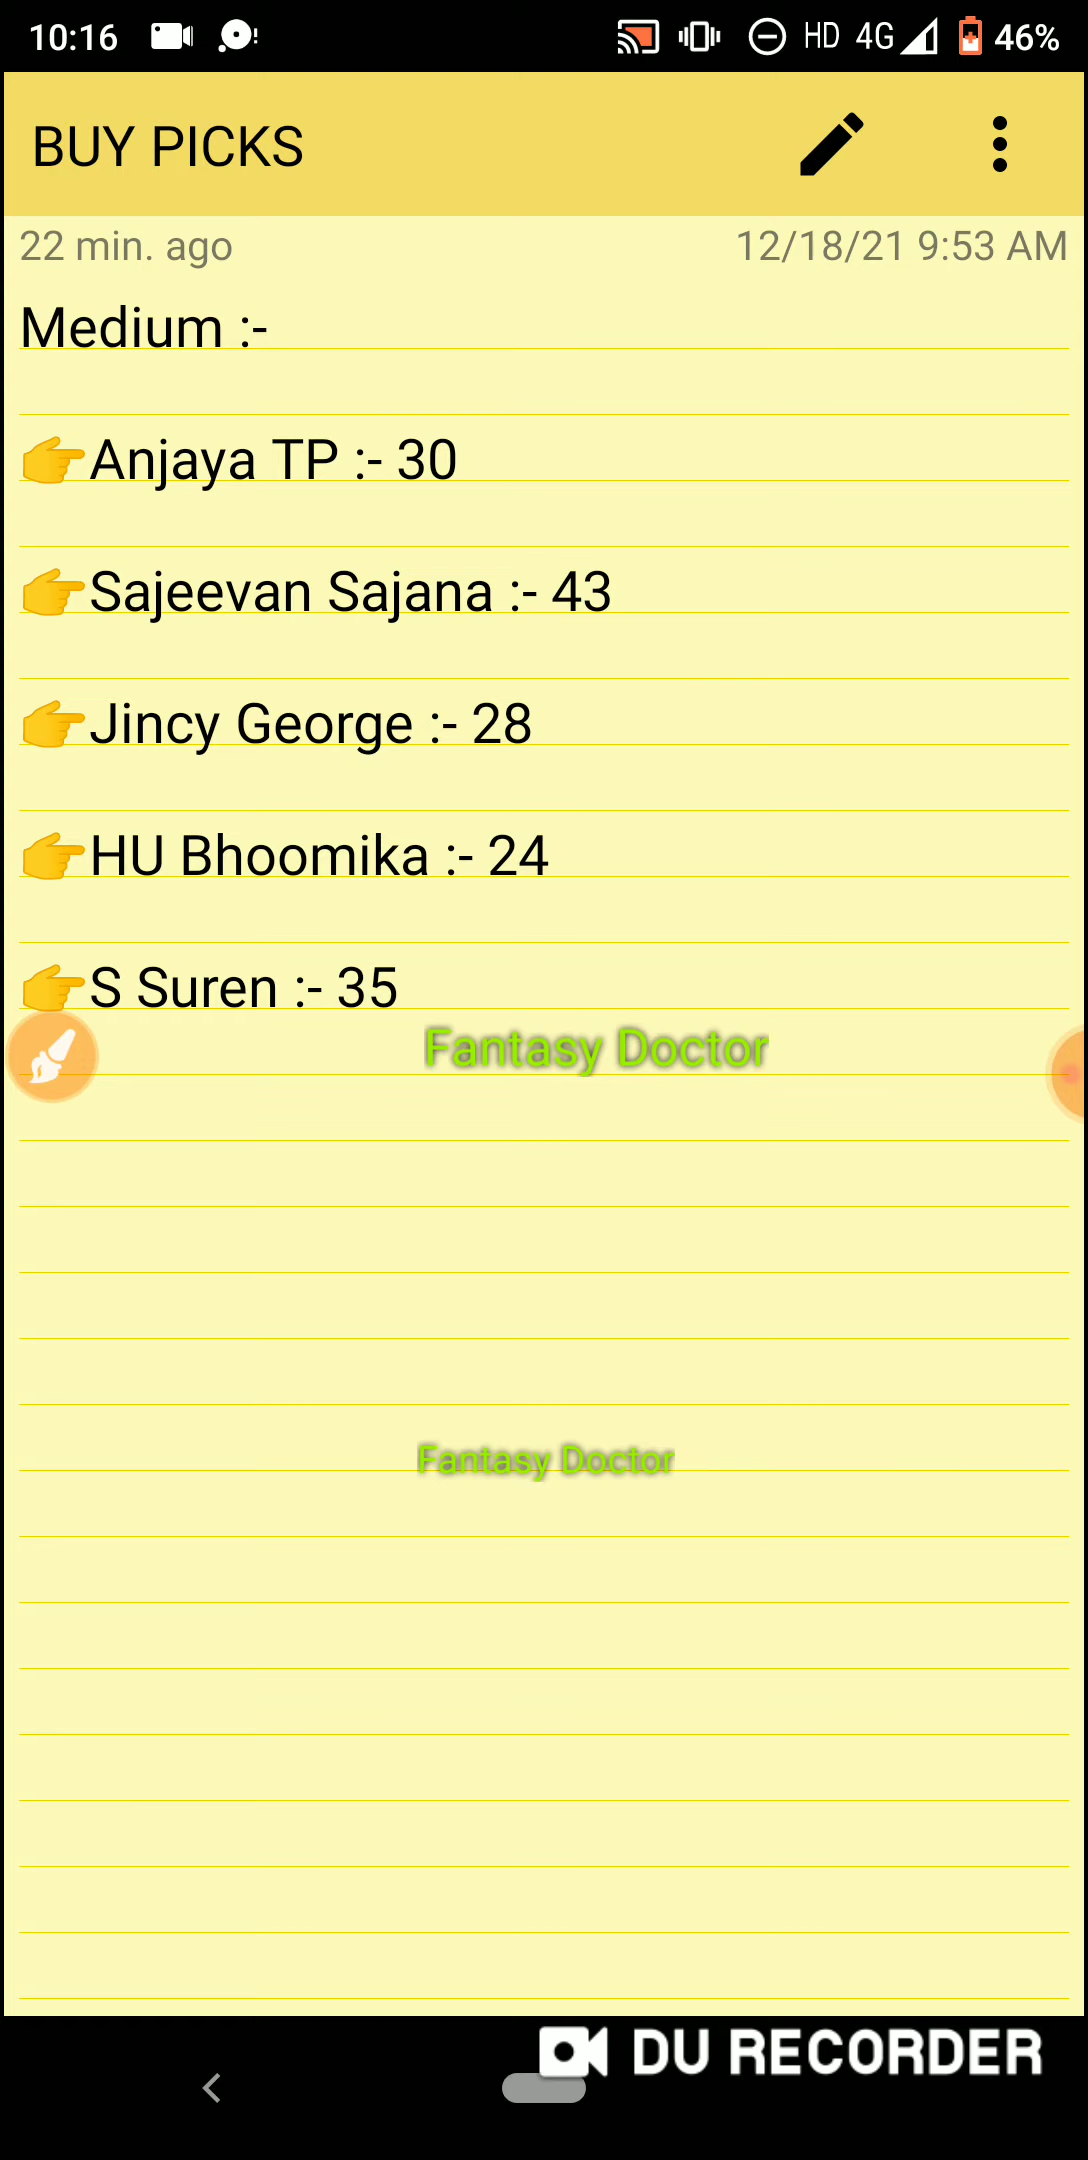 10:16 HD 4G 46%
BUY PICKS
22 min. ago 12/18/21 9:53 AM
Medium :-
👉Anjaya TP :- 30
👉Sajeevan Sajana :- 43
👉Jincy George :- 28
👉HU Bhoomika :- 24
👉S Suren :- 35
Fantasy Doctor
Fantasy Doctor
DU RECORDER